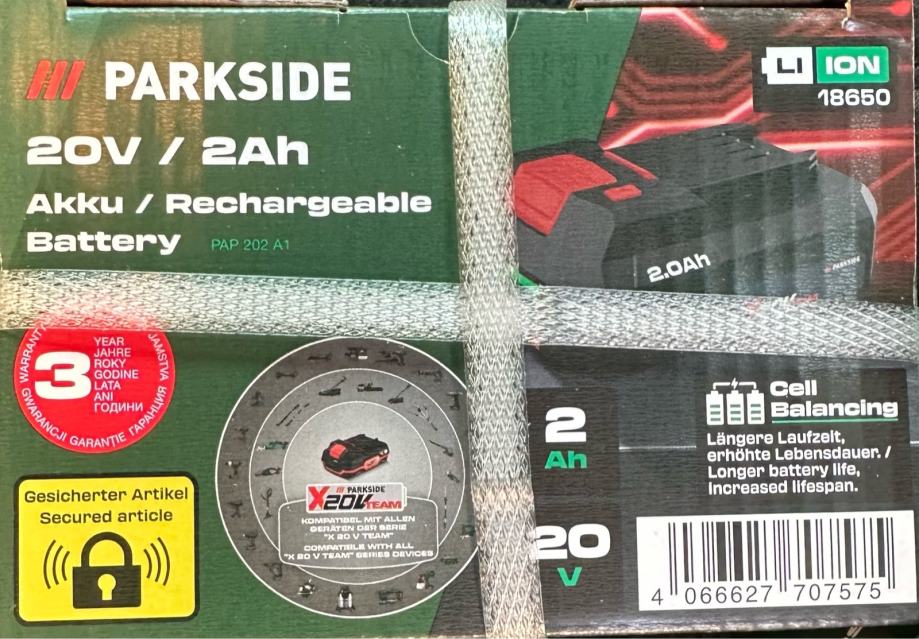 PARKSIDE
LI ION
18650
20V / 2Ah
Akku / Rechargeable
Battery PAP 202 A1
2.0Ah
PARKSIDE
WARRANTY
JAMSTVA
GWARANCJI GARANȚIE ГАРАНЦИЯ
3
YEAR
JAHRE
ROKY
GODINE
LATA
ANI
ГОДИНИ
Gesicherter Artikel
Secured article
PARKSIDE
X20V TEAM
KOMPATIBEL MIT ALLEN
GERÄTEN DER SERIE
"X 20 V TEAM"
COMPATIBLE WITH ALL
"X 20 V TEAM" SERIES DEVICES
2
Ah
20
V
Cell
Balancing
Längere Laufzeit,
erhöhte Lebensdauer. /
Longer battery life,
increased lifespan.
4 066627 707575